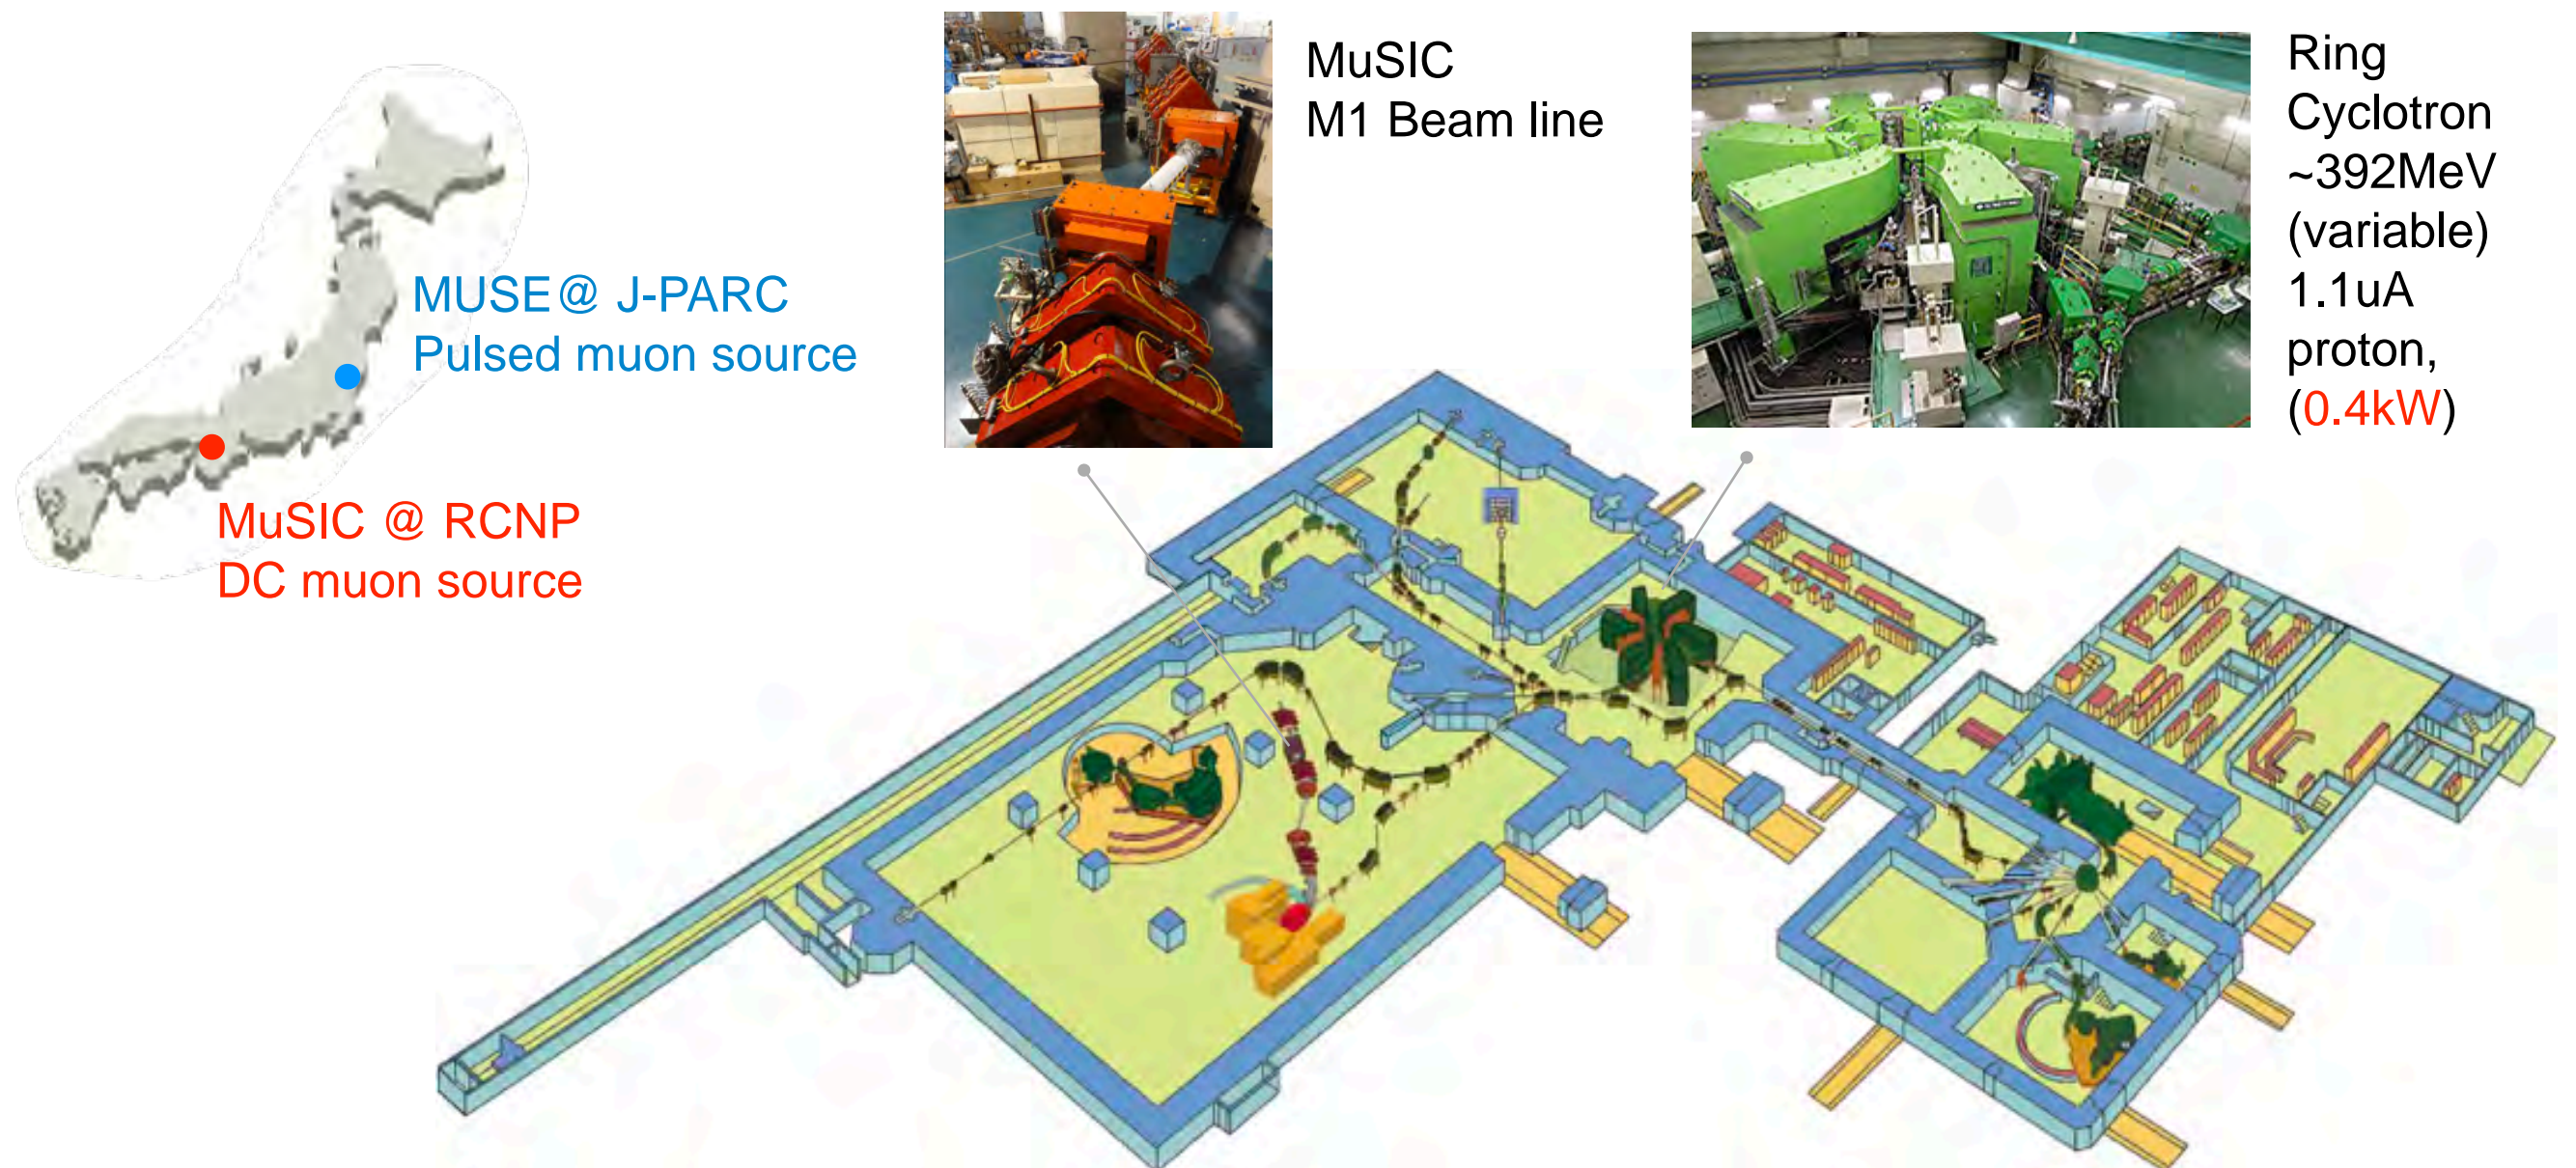 MUSE@ J-PARC
Pulsed muon source
MuSIC @ RCNP
DC muon source
MuSIC
M1 Beam line
Ring
Cyclotron
~392MeV
(variable)
1.1uA
proton,
(0.4kW)